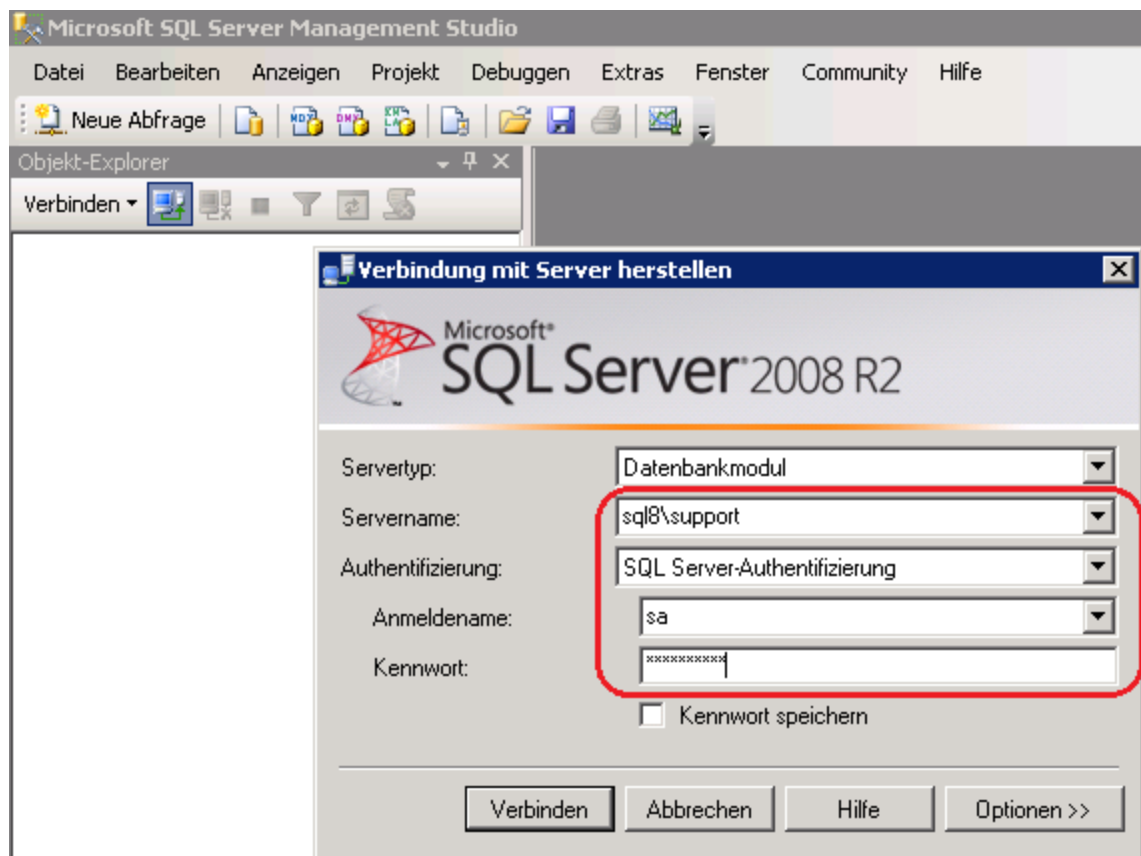 Microsoft SQL Server Management Studio
Datei Bearbeiten Anzeigen Projekt Debuggen Extras Fenster Community Hilfe
Neue Abfrage
Objekt-Explorer
Verbinden
Verbindung mit Server herstellen
Microsoft®
SQL Server® 2008 R2
Servertyp: Datenbankmodul
Servername: sql8\support
Authentifizierung: SQL Server-Authentifizierung
Anmeldename: sa
Kennwort: **********
Kennwort speichern
Verbinden Abbrechen Hilfe Optionen >>